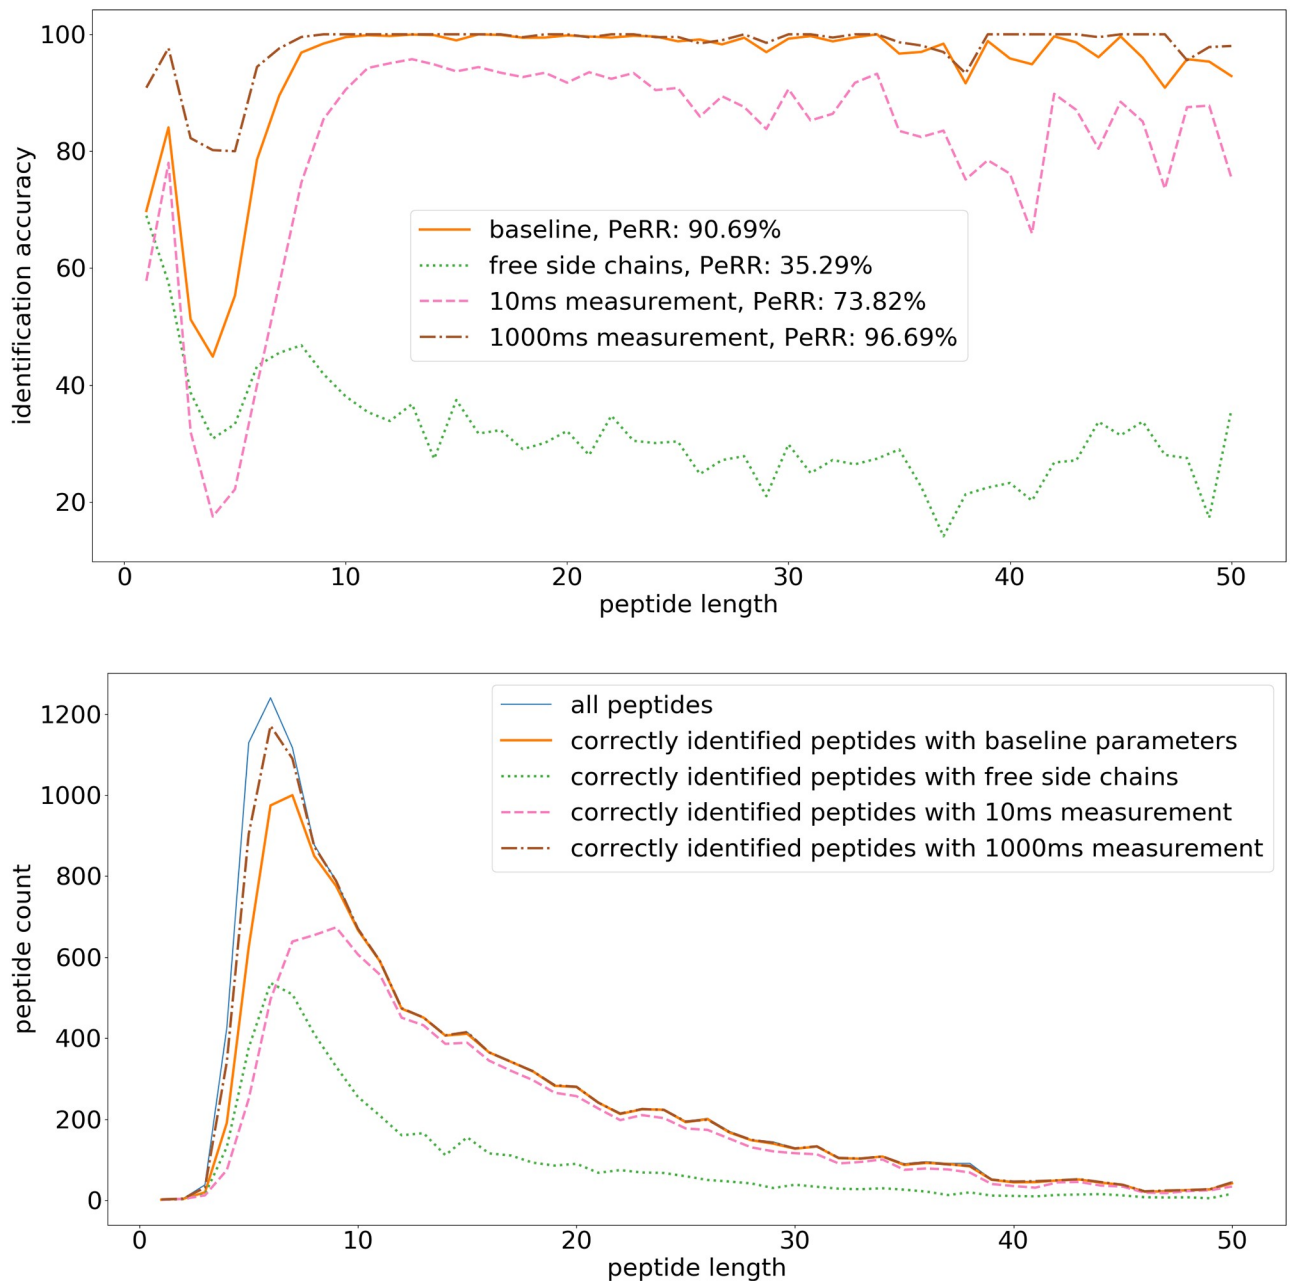 100
80
60
40
20
identification accuracy
baseline, PeRR: 90.69%
free side chains, PeRR: 35.29%
10ms measurement, PeRR: 73.82%
1000ms measurement, PeRR: 96.69%
0 10 20 30 40 50
peptide length
1200
1000
800
600
400
200
0
peptide count
all peptides
correctly identified peptides with baseline parameters
correctly identified peptides with free side chains
correctly identified peptides with 10ms measurement
correctly identified peptides with 1000ms measurement
0 10 20 30 40 50
peptide length